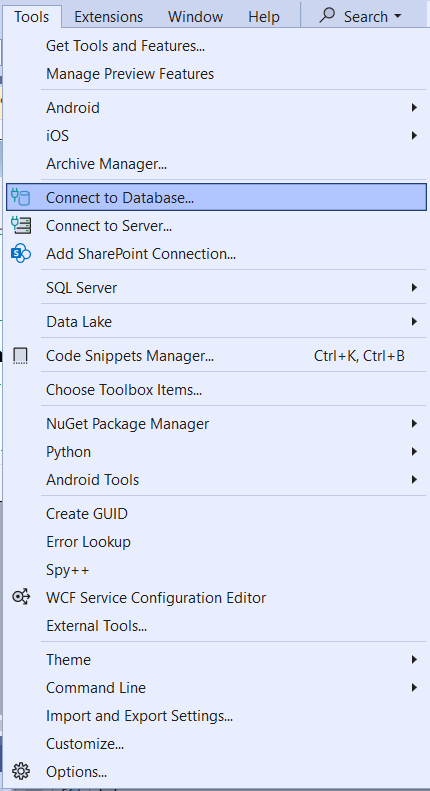 Tools Extensions Window Help Search
Get Tools and Features...
Manage Preview Features
Android
iOS
Archive Manager...
Connect to Database...
Connect to Server...
Add SharePoint Connection...
SQL Server
Data Lake
Code Snippets Manager... Ctrl+K, Ctrl+B
Choose Toolbox Items...
NuGet Package Manager
Python
Android Tools
Create GUID
Error Lookup
Spy++
WCF Service Configuration Editor
External Tools...
Theme
Command Line
Import and Export Settings...
Customize...
Options...